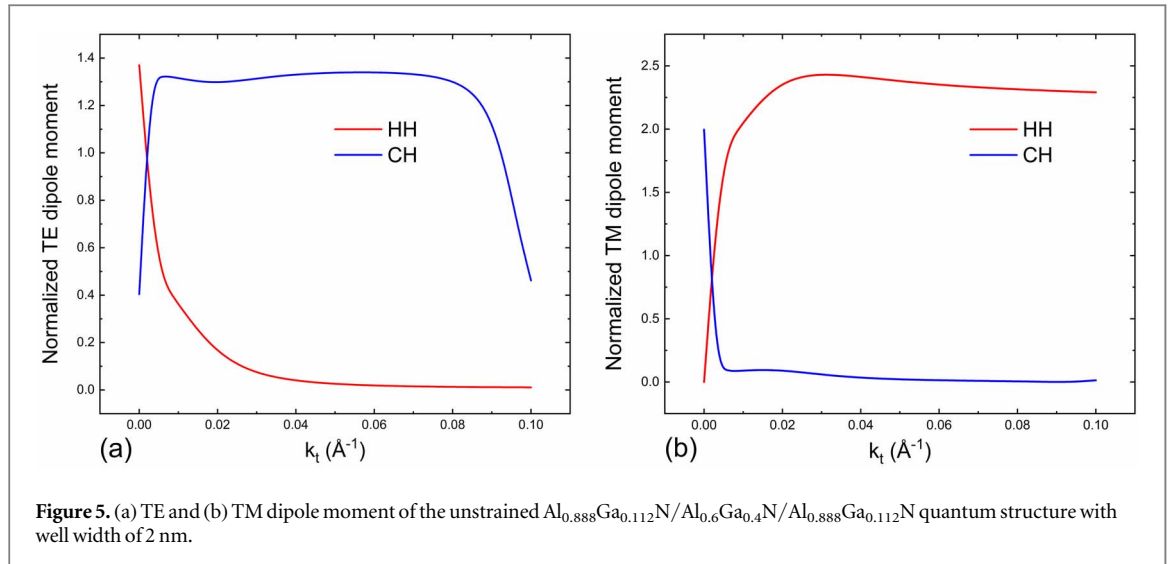 Normalized TE dipole moment
1.4
1.2
1.0
0.8
0.6
0.4
0.2
0.0
HH
CH
0.00 0.02 0.04 0.06 0.08 0.10
(a)
kₜ (Å⁻¹)
Normalized TM dipole moment
2.5
2.0
1.5
1.0
0.5
0.0
HH
CH
0.00 0.02 0.04 0.06 0.08 0.10
(b)
kₜ (Å⁻¹)
Figure 5. (a) TE and (b) TM dipole moment of the unstrained Al₀.₈₈₈Ga₀.₁₁₂N/Al₀.₆Ga₀.₄N/Al₀.₈₈₈Ga₀.₁₁₂N quantum structure with
well width of 2 nm.